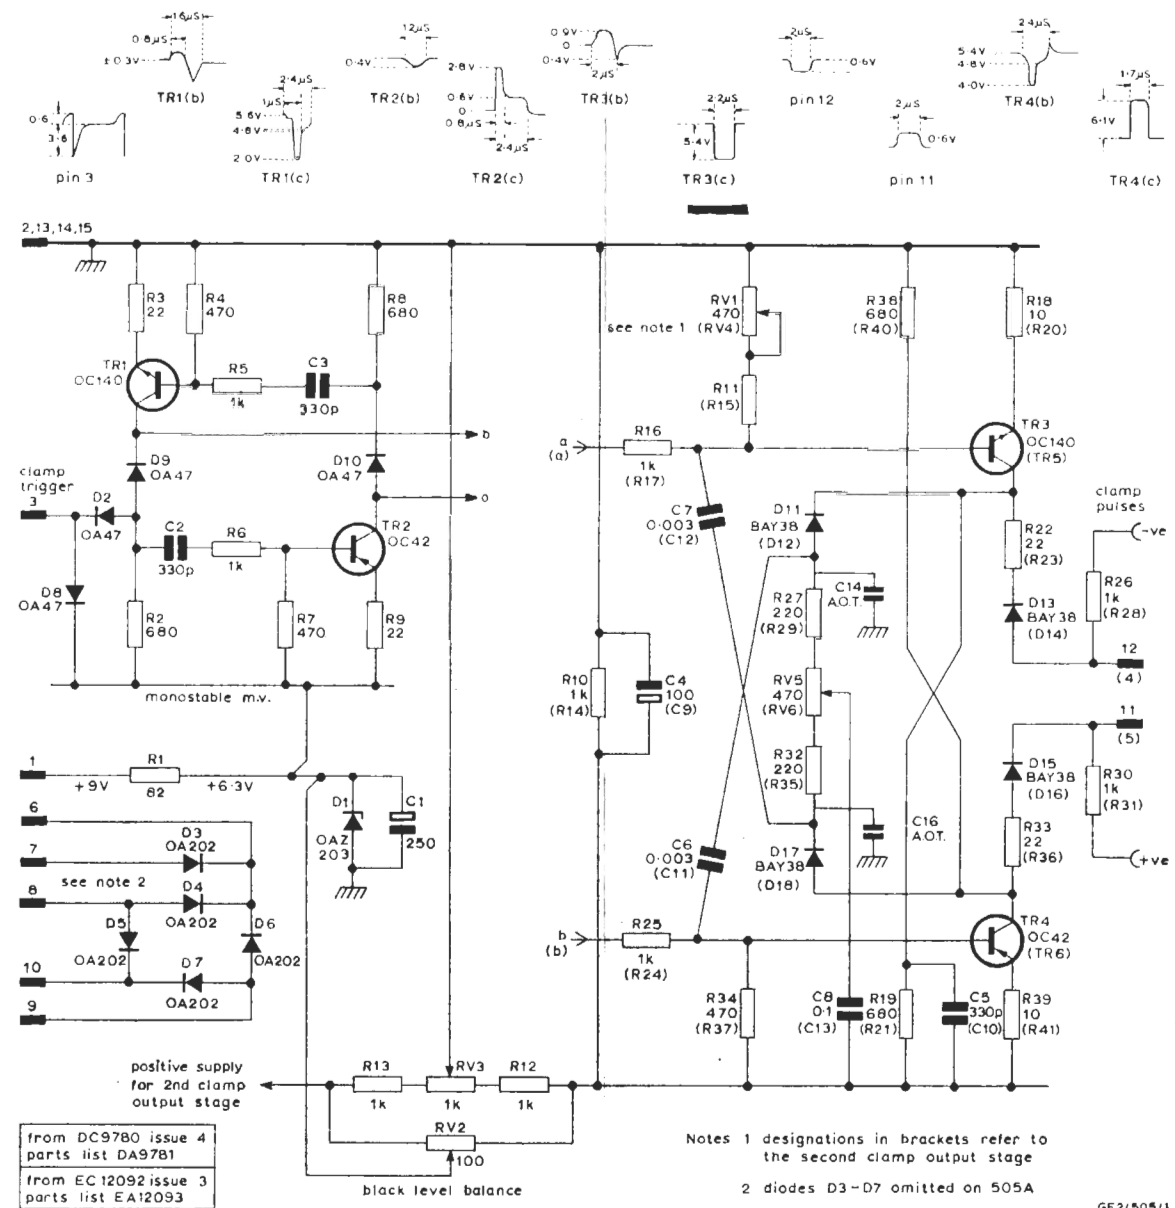 1·6µS
0·8µS
±0·3V
TR1(b)
0·6
3·6
pin 3
2·4µS
1µS
5·6V
4·8V
2·0V
TR1(c)
12µS
0·4V
TR2(b)
2·8V
0·6V
0
0·8µS
2·4µS
TR2(c)
0·9V
0
0·4V
2µS
TR3(b)
2·2µS
5·4V
TR3(c)
2µS
0·6V
pin 12
2µS
0·6V
pin 11
2·4µS
5·4V
4·8V
4·0V
TR4(b)
1·7µS
6·1V
TR4(c)
2,13,14,15
R3
22
R4
470
R8
680
TR1
OC140
R5
1k
C3
330p
b
D9
OA47
D10
OA47
a
clamp
trigger
3
D2
OA47
C2
330p
R6
1k
TR2
OC42
D8
OA47
R2
680
R7
470
R9
22
monostable m.v.
1
+9V
R1
82
+6·3V
D1
OAZ
203
C1
250
6
7
D3
OA202
see note 2
8
D4
OA202
D5
OA202
D6
OA202
10
D7
OA202
9
see note 1
RV1
470
(RV4)
R11
(R15)
R38
680
(R40)
R18
10
(R20)
a
(a)
R16
1k
(R17)
TR3
OC140
(TR5)
C7
0·003
(C12)
D11
BAY38
(D12)
C14
A.O.T.
R22
22
(R23)
clamp
pulses
-ve
R26
1k
(R28)
D13
BAY38
(D14)
12
(4)
R27
220
(R29)
RV5
470
(RV6)
R10
1k
(R14)
C4
100
(C9)
R32
220
(R35)
11
(5)
D15
BAY38
(D16)
R30
1k
(R31)
C6
0·003
(C11)
D17
BAY38
(D18)
C16
A.O.T.
R33
22
(R36)
+ve
b
(b)
R25
1k
(R24)
TR4
OC42
(TR6)
R34
470
(R37)
C8
0·1
(C13)
R19
680
(R21)
C5
330p
(C10)
R39
10
(R41)
positive supply
for 2nd clamp
output stage
R13
1k
RV3
1k
R12
1k
RV2
100
black level balance
from DC9780 issue 4
parts list DA9781
from EC12092 issue 3
parts list EA12093
Notes 1 designations in brackets refer to
the second clamp output stage
2 diodes D3-D7 omitted on 505A